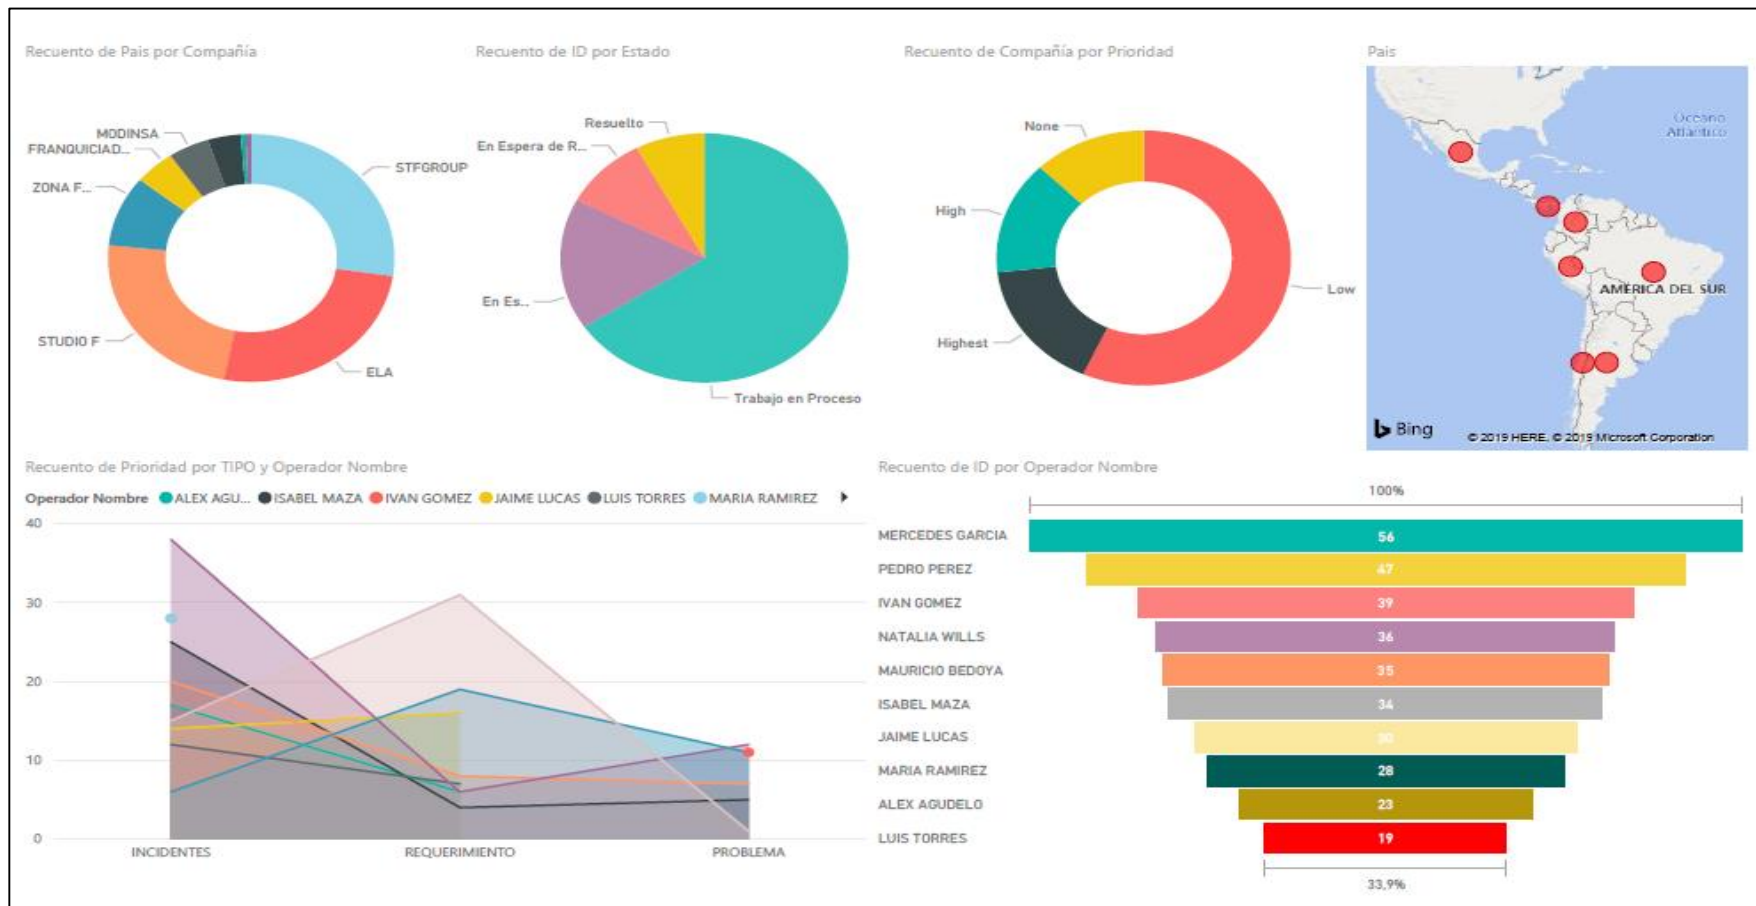 Recuento de Pais por Compañía
MODINSA
FRANQUICIAD...
ZONA F...
STUDIO F
STFGROUP
ELA
Recuento de ID por Estado
Resuelto
En Espera de R...
En Es...
Trabajo en Proceso
Recuento de Compañía por Prioridad
None
High
Highest
Low
Pais
Océano
Atlántico
AMÉRICA DEL SUR
Bing
© 2019 HERE, © 2019 Microsoft Corporation
Recuento de Prioridad por TIPO y Operador Nombre
Operador Nombre ALEX AGU... ISABEL MAZA IVAN GOMEZ JAIME LUCAS LUIS TORRES MARIA RAMIREZ
40
30
20
10
0
INCIDENTES REQUERIMIENTO PROBLEMA
Recuento de ID por Operador Nombre
100%
MERCEDES GARCIA 56
PEDRO PEREZ 47
IVAN GOMEZ 39
NATALIA WILLS 36
MAURICIO BEDOYA 35
ISABEL MAZA 34
JAIME LUCAS 30
MARIA RAMIREZ 28
ALEX AGUDELO 23
LUIS TORRES 19
33,9%